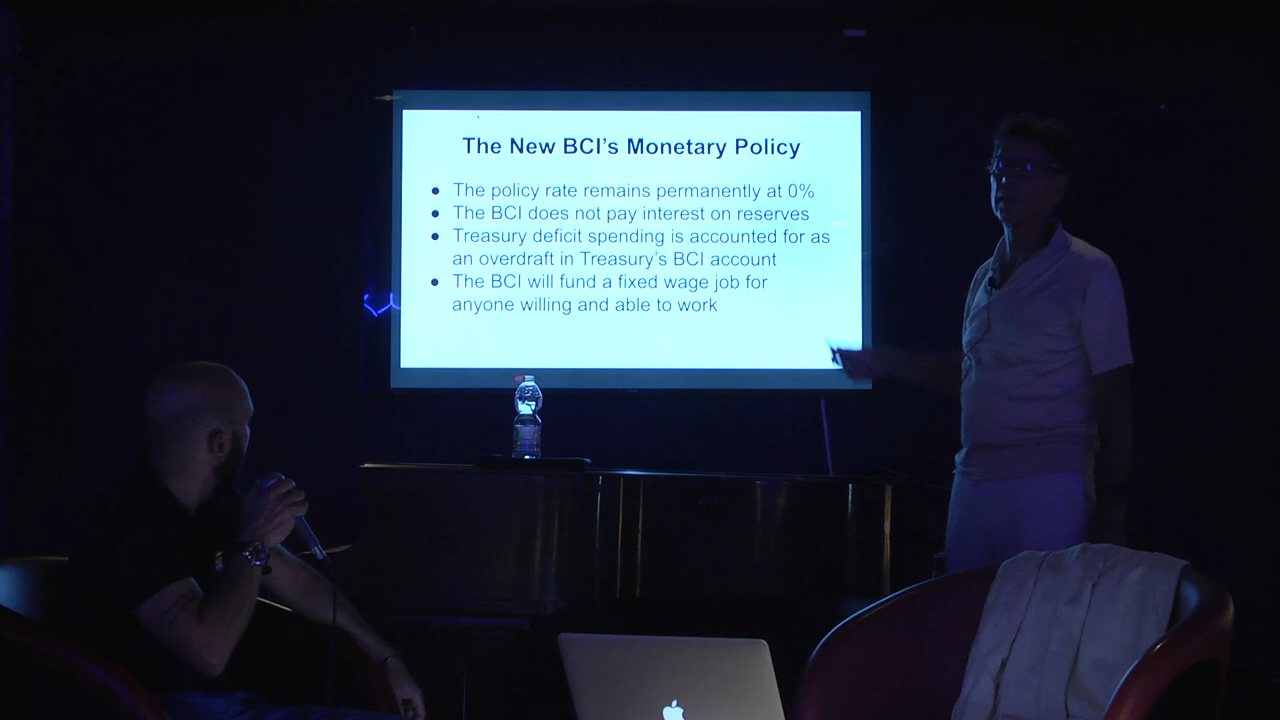 The New BCI's Monetary Policy
● The policy rate remains permanently at 0%
● The BCI does not pay interest on reserves
● Treasury deficit spending is accounted for as
an overdraft in Treasury's BCI account
● The BCI will fund a fixed wage job for
anyone willing and able to work